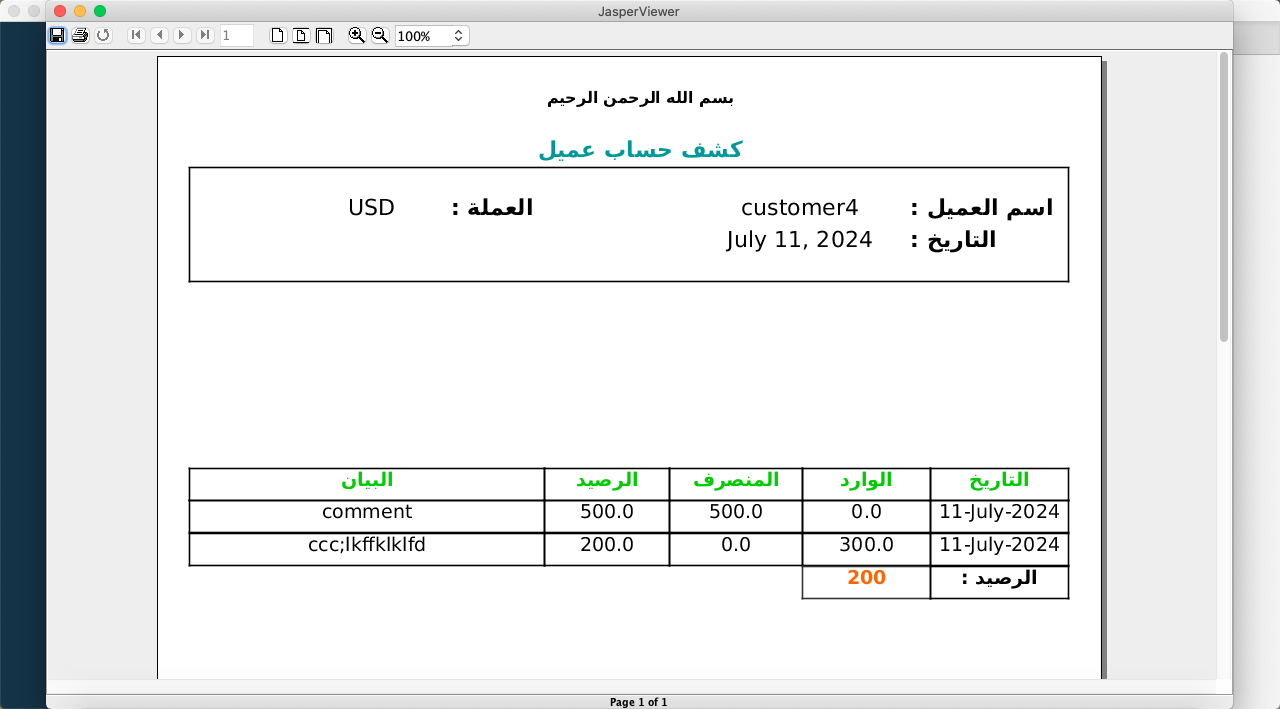 JasperViewer
1
100%
بسم الله الرحمن الرحيم
كشف حساب عميل
اسم العميل : customer4 العملة : USD
التاريخ : July 11, 2024
التاريخ الوارد المنصرف الرصيد البيان
11-July-2024 0.0 500.0 500.0 comment
11-July-2024 300.0 0.0 200.0 ccc;lkffklklfd
الرصيد : 200
Page 1 of 1